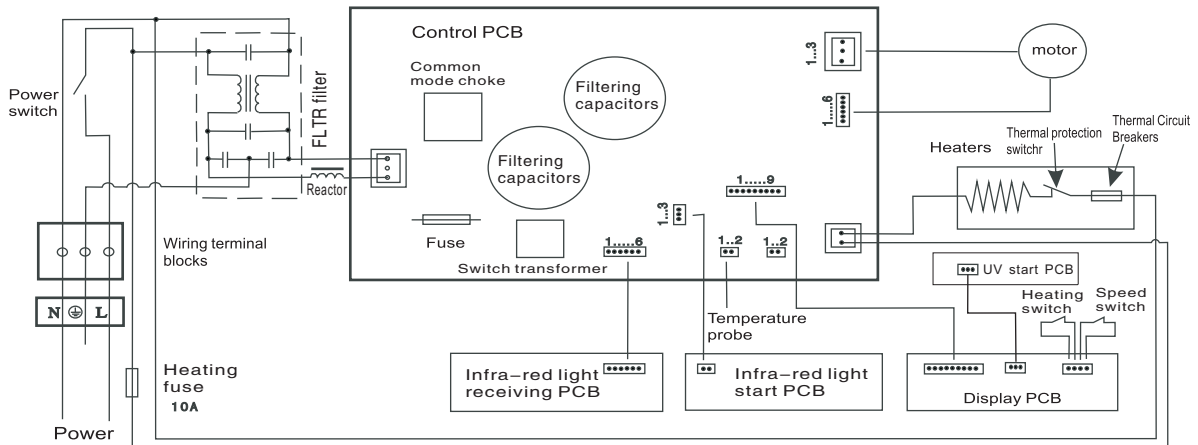 Control PCB
Common
mode choke
Filtering
capacitors
Filtering
capacitors
Fuse
Switch transformer
1.....6
1...3
1.....9
1..2
1..2
1...3
1.....6
motor
Power
switch
FLTR filter
Reactor
Wiring terminal
blocks
N L
Heating
fuse
10A
Power
Heaters
Thermal protection
switchr
Thermal Circuit
Breakers
UV start PCB
Heating
switch
Speed
switch
Temperature
probe
Infra-red light
receiving PCB
Infra-red light
start PCB
Display PCB